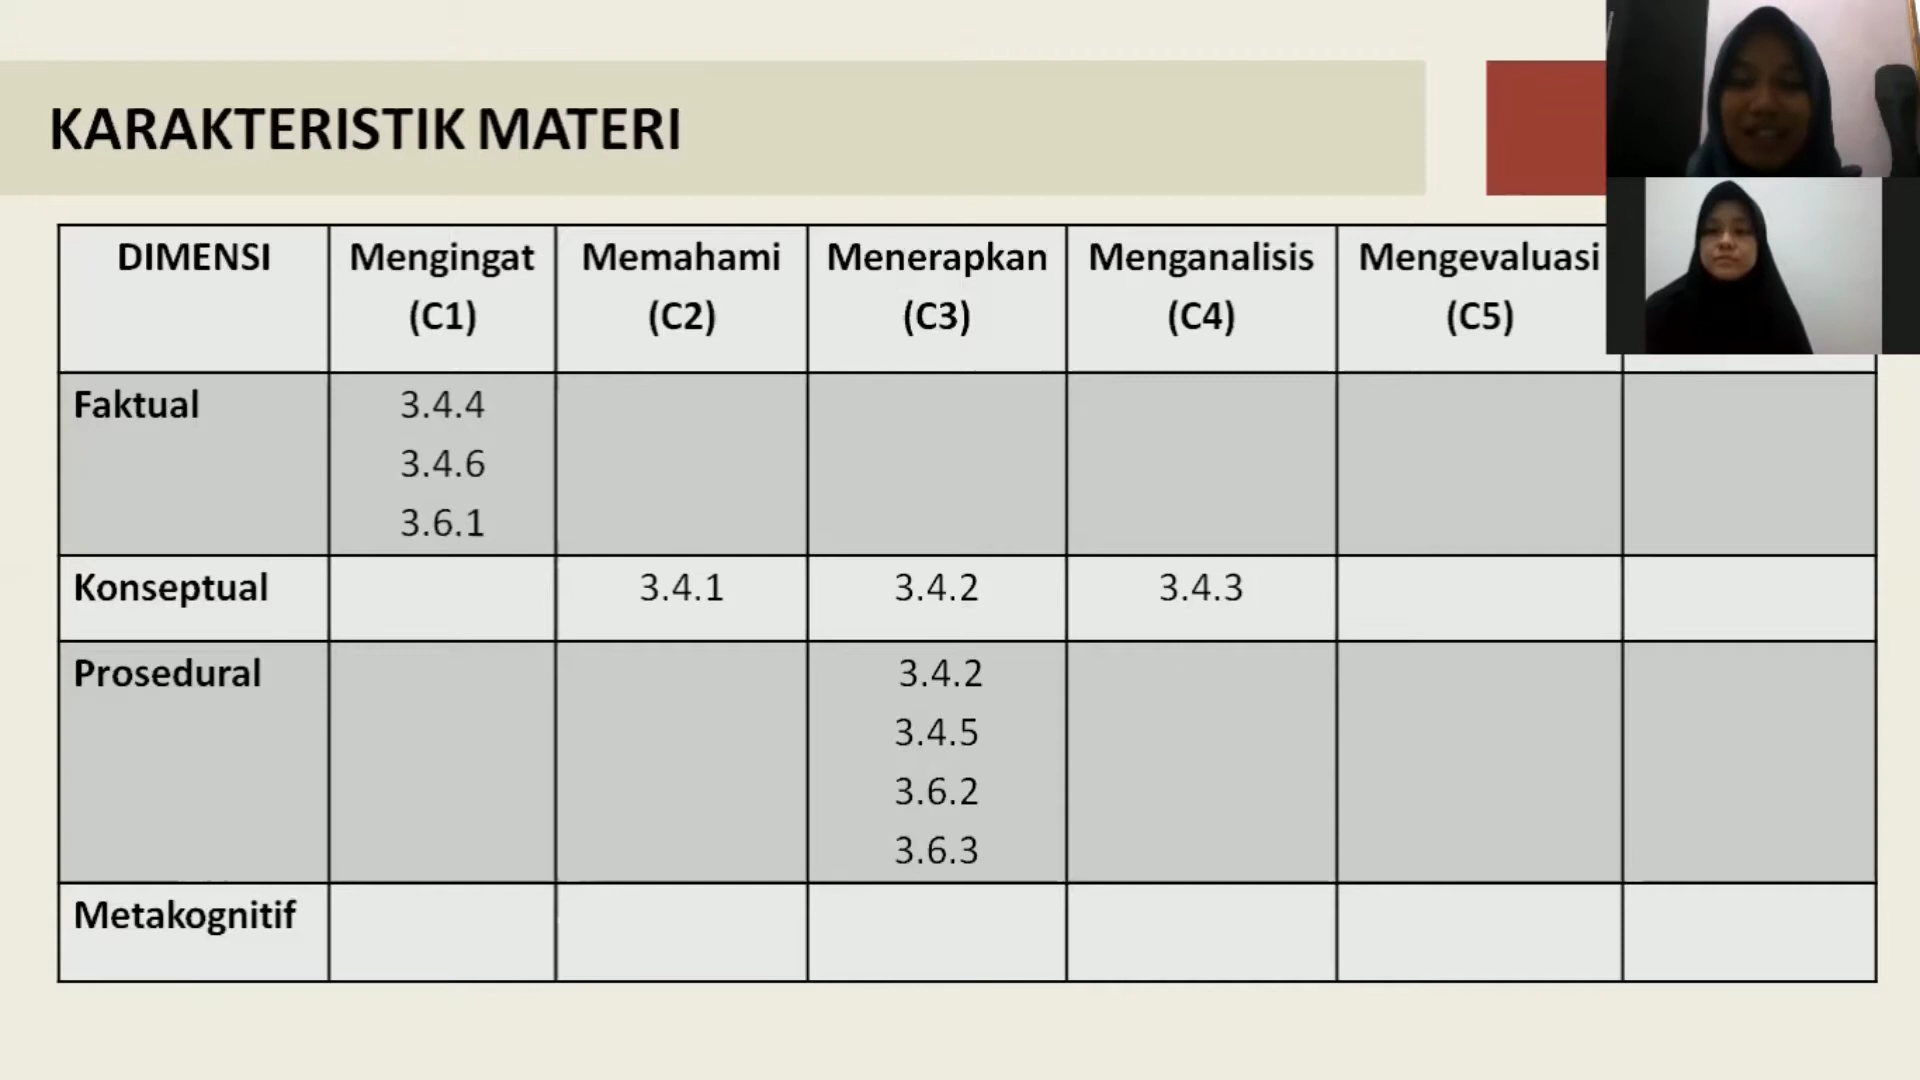 KARAKTERISTIK MATERI
DIMENSI Mengingat (C1) Memahami (C2) Menerapkan (C3) Menganalisis (C4) Mengevaluasi (C5)
Faktual
3.4.4
3.4.6
3.6.1
Konseptual 3.4.1 3.4.2 3.4.3
Prosedural
3.4.2
3.4.5
3.6.2
3.6.3
Metakognitif